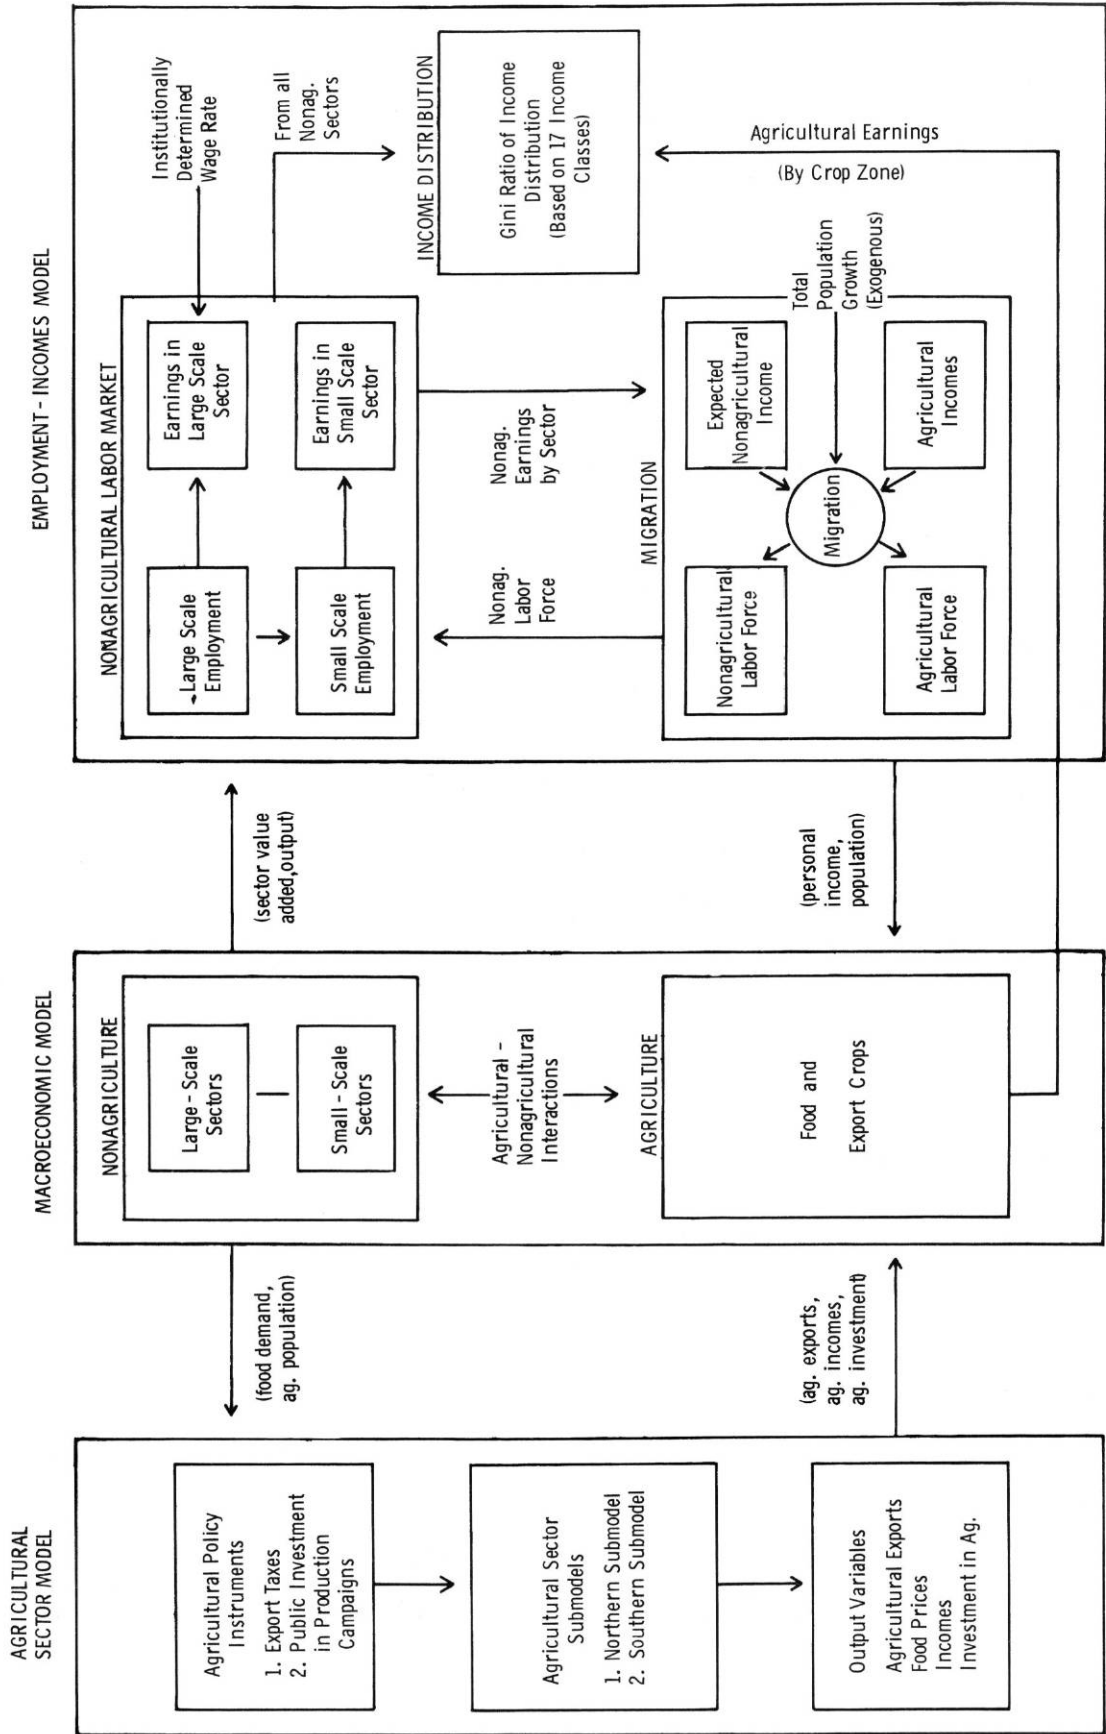 AGRICULTURAL
SECTOR MODEL
Agricultural Policy
Instruments
1. Export Taxes
2. Public Investment
in Production
Campaigns
Agricultural Sector
Submodels
1. Northern Submodel
2. Southern Submodel
Output Variables
Agricultural Exports
Food Prices
Incomes
Investment in Ag.
(food demand,
ag. population)
(ag. exports,
ag. incomes,
ag. investment)
MACROECONOMIC MODEL
NONAGRICULTURE
Large-Scale
Sectors
Small-Scale
Sectors
Agricultural -
Nonagricultural
Interactions
AGRICULTURE
Food and
Export Crops
(sector value
added,output)
(personal
income,
population)
EMPLOYMENT-INCOMES MODEL
NONAGRICULTURAL LABOR MARKET
Large Scale
Employment
Earnings in
Large Scale
Sector
Small Scale
Employment
Earnings in
Small Scale
Sector
Institutionally
Determined
Wage Rate
From all
Nonag.
Sectors
Nonag.
Labor
Force
Nonag.
Earnings
by Sector
INCOME DISTRIBUTION
Gini Ratio of Income
Distribution
(Based on 17 Income
Classes)
MIGRATION
Nonagricultural
Labor Force
Expected
Nonagricultural
Income
Total
Population
Growth
(Exogenous)
Migration
Agricultural
Labor Force
Agricultural
Incomes
Agricultural Earnings
(By Crop Zone)